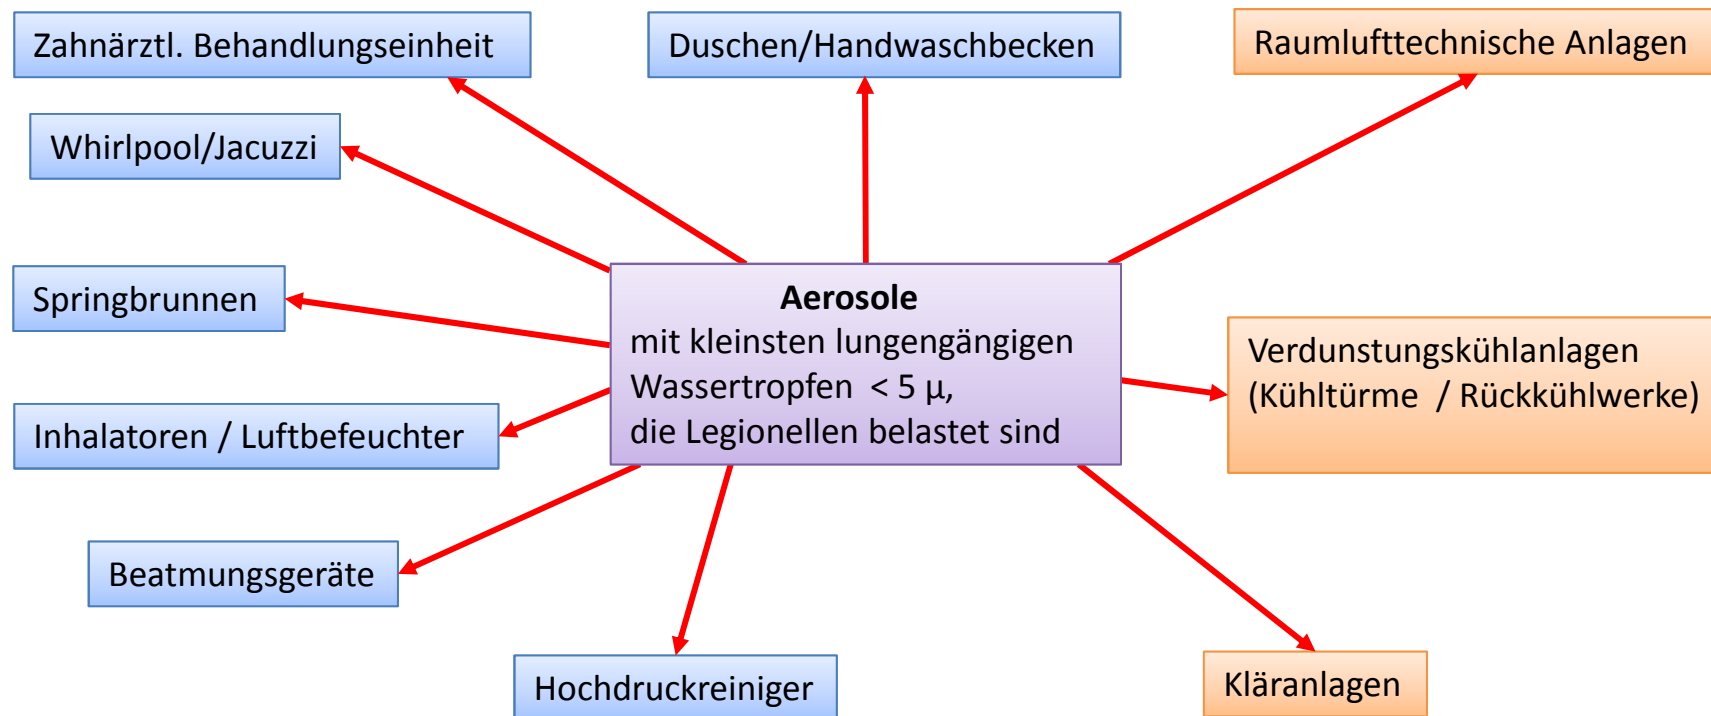 Zahnärztl. Behandlungseinheit
Duschen/Handwaschbecken
Raumlufttechnische Anlagen
Whirlpool/Jacuzzi
Springbrunnen
Aerosole
mit kleinsten lungengängigen
Wassertropfen < 5 µ,
die Legionellen belastet sind
Verdunstungskühlanlagen
(Kühltürme / Rückkühlwerke)
Inhalatoren / Luftbefeuchter
Beatmungsgeräte
Hochdruckreiniger
Kläranlagen